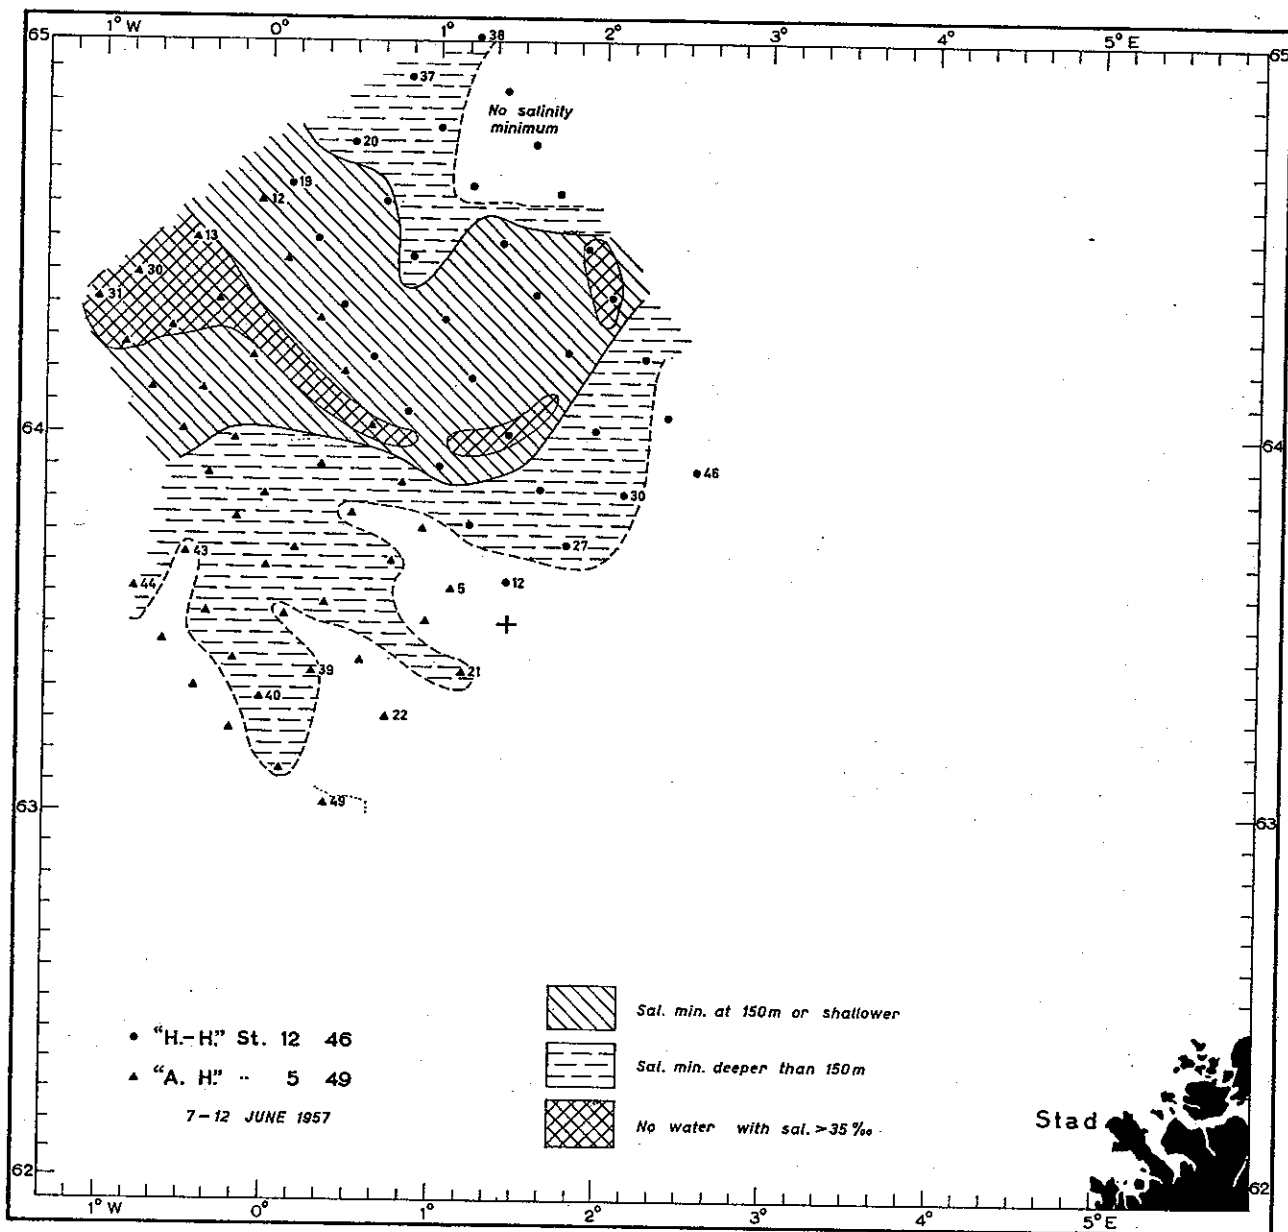 1° W 0° 1° 2° 3° 4° 5° E
65 65
38
37
No salinity
minimum
20
19
12
13
30
31
64 64
46
30
27
43
44
12
5
39
21
40
22
63 63
49
Sal. min. at 150m or shallower
"H.-H." St. 12 46
Sal. min. deeper than 150m
"A. H." " 5 49
7-12 JUNE 1957
No water with sal. >35‰
Stad
62 62
1° W 0° 1° 2° 3° 4° 5° E